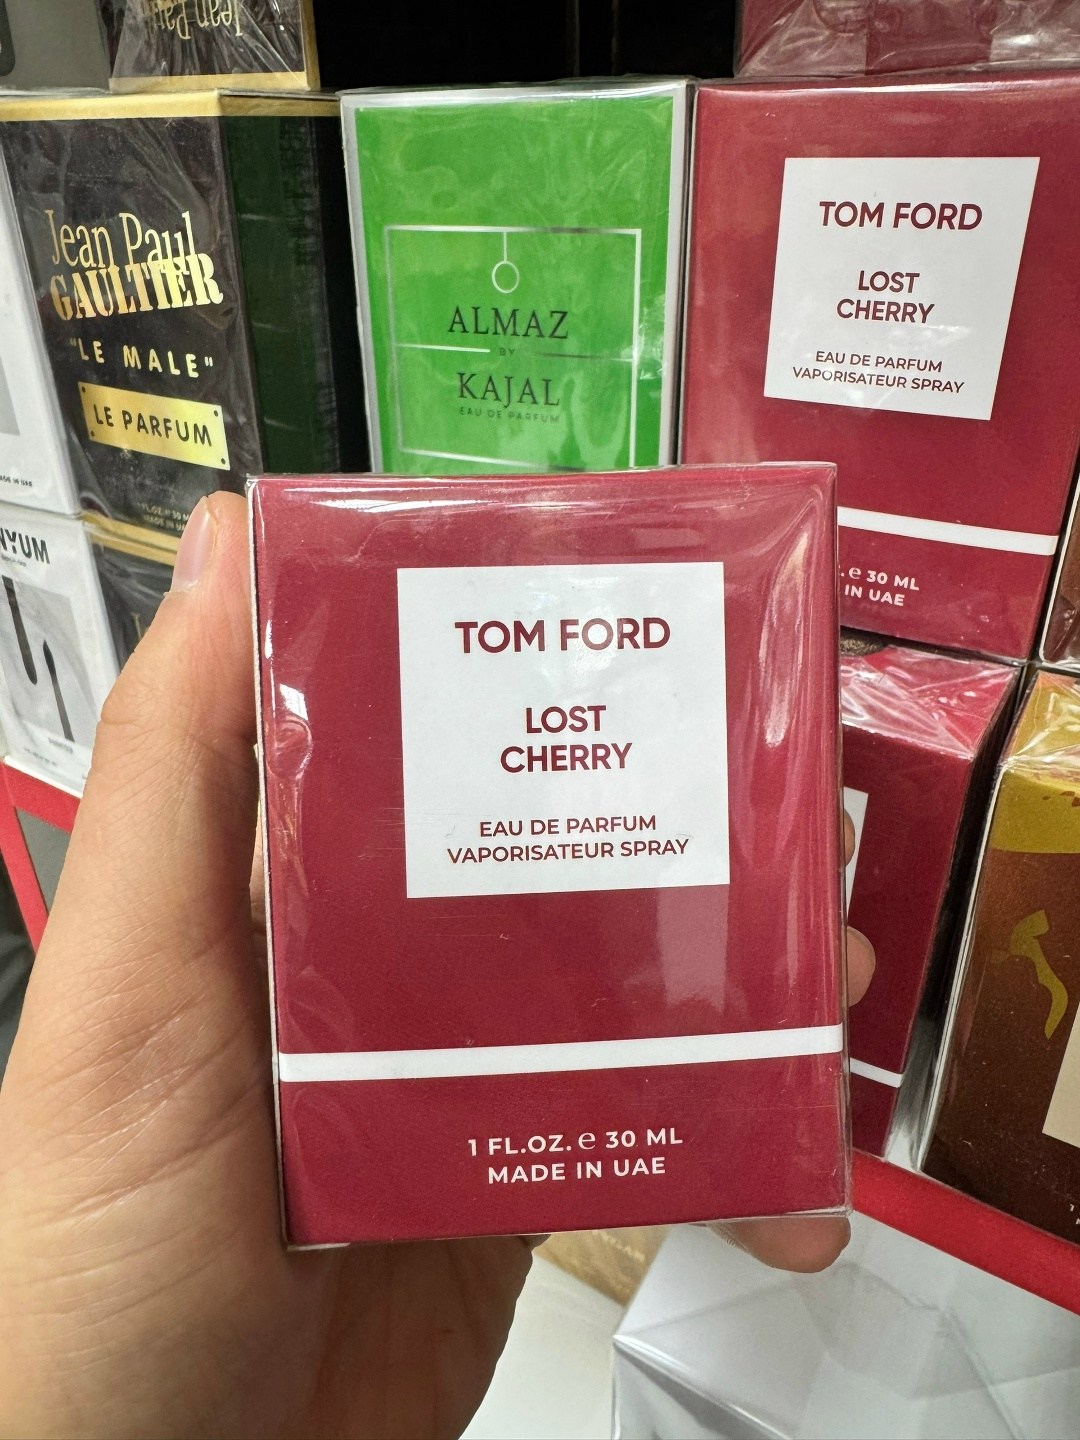 Jean Paul
GAULTIER
"LE MALE"
LE PARFUM
ALMAZ
BY
KAJAL
EAU DE PARFUM
TOM FORD
LOST
CHERRY
EAU DE PARFUM
VAPORISATEUR SPRAY
℮ 30 ML
IN UAE
NYUM
TOM FORD
LOST
CHERRY
EAU DE PARFUM
VAPORISATEUR SPRAY
1 FL.OZ. ℮ 30 ML
MADE IN UAE